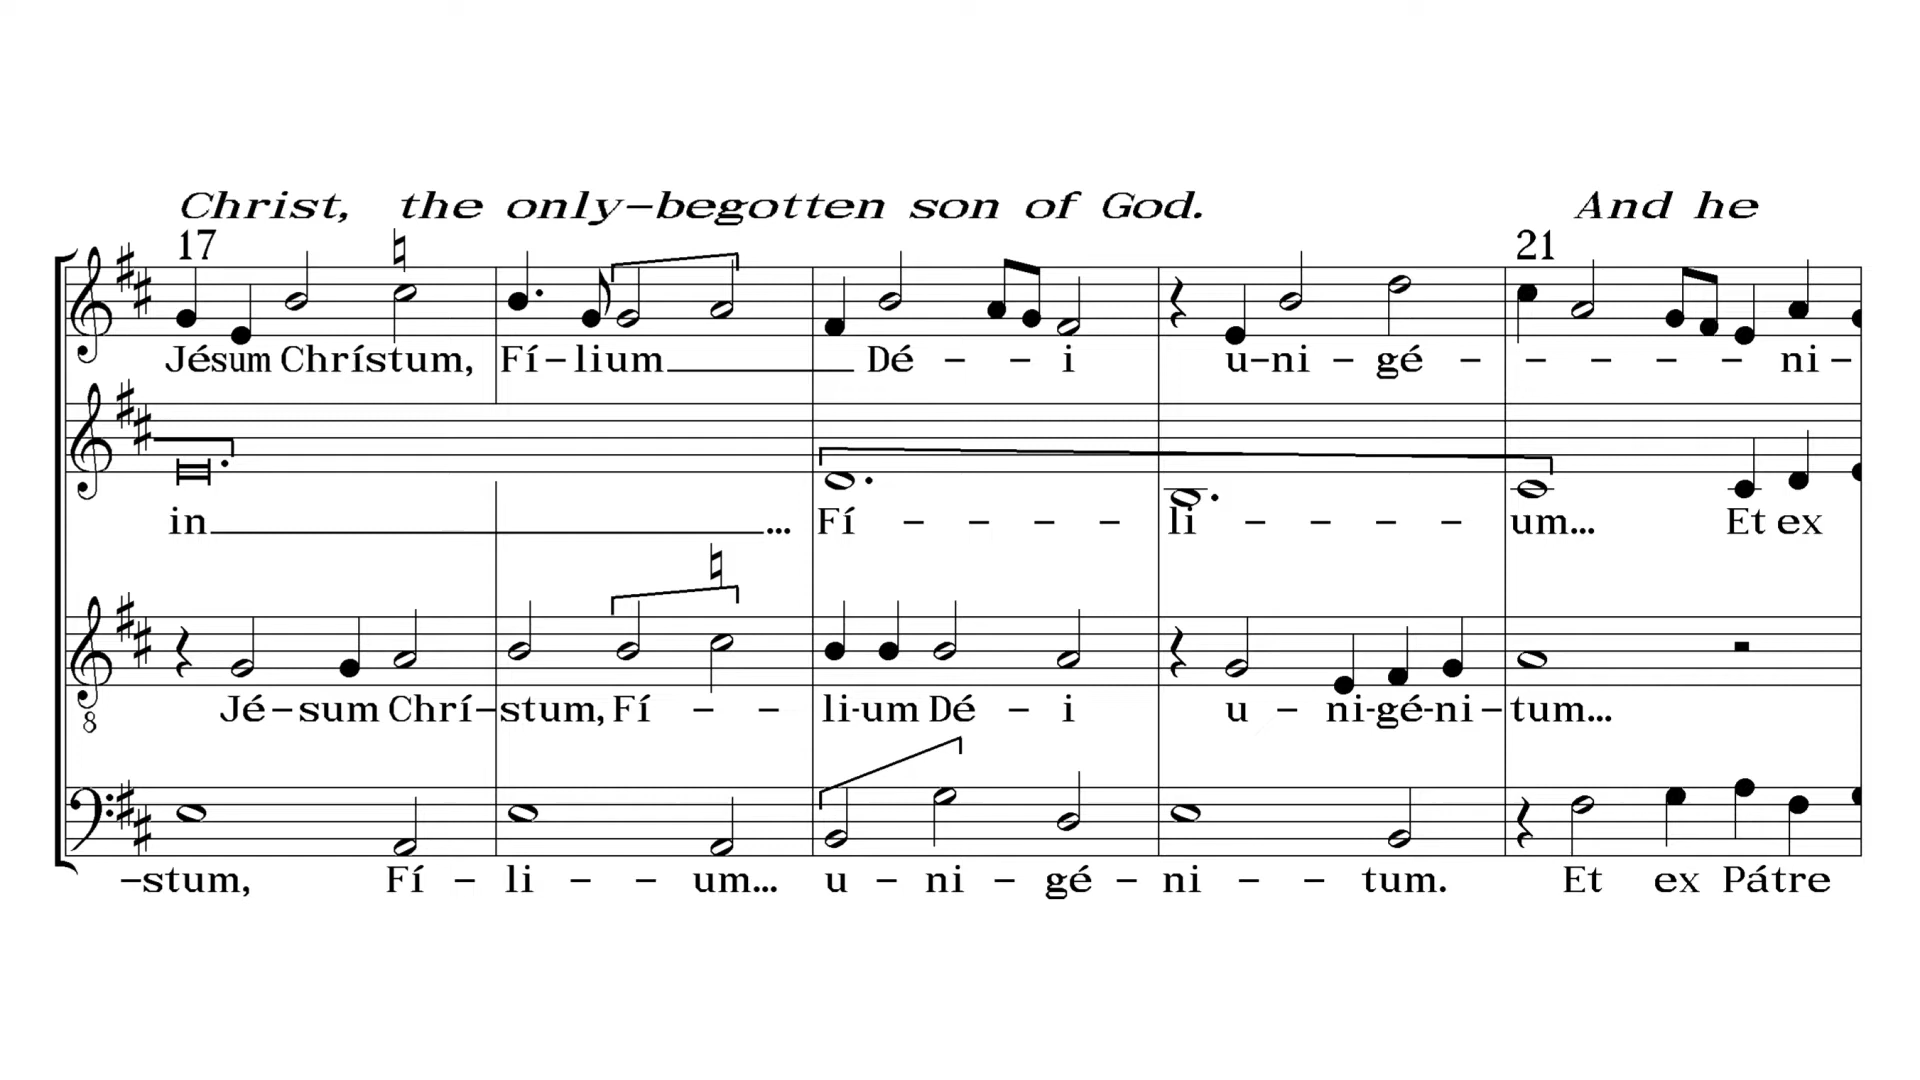 Christ, the only-begotten son of God. And he
17 21
Jésum Chrístum, Fí-lium Dé - - i u-ni-gé - - - - - ni-
in ... Fí - - - - li - - - - um... Et ex
Jé-sum Chrí-stum, Fí - - li-um Dé - i u - ni-gé-ni-tum...
8
-stum, Fí - li - - um... u - ni - gé - ni - - tum. Et ex Pátre